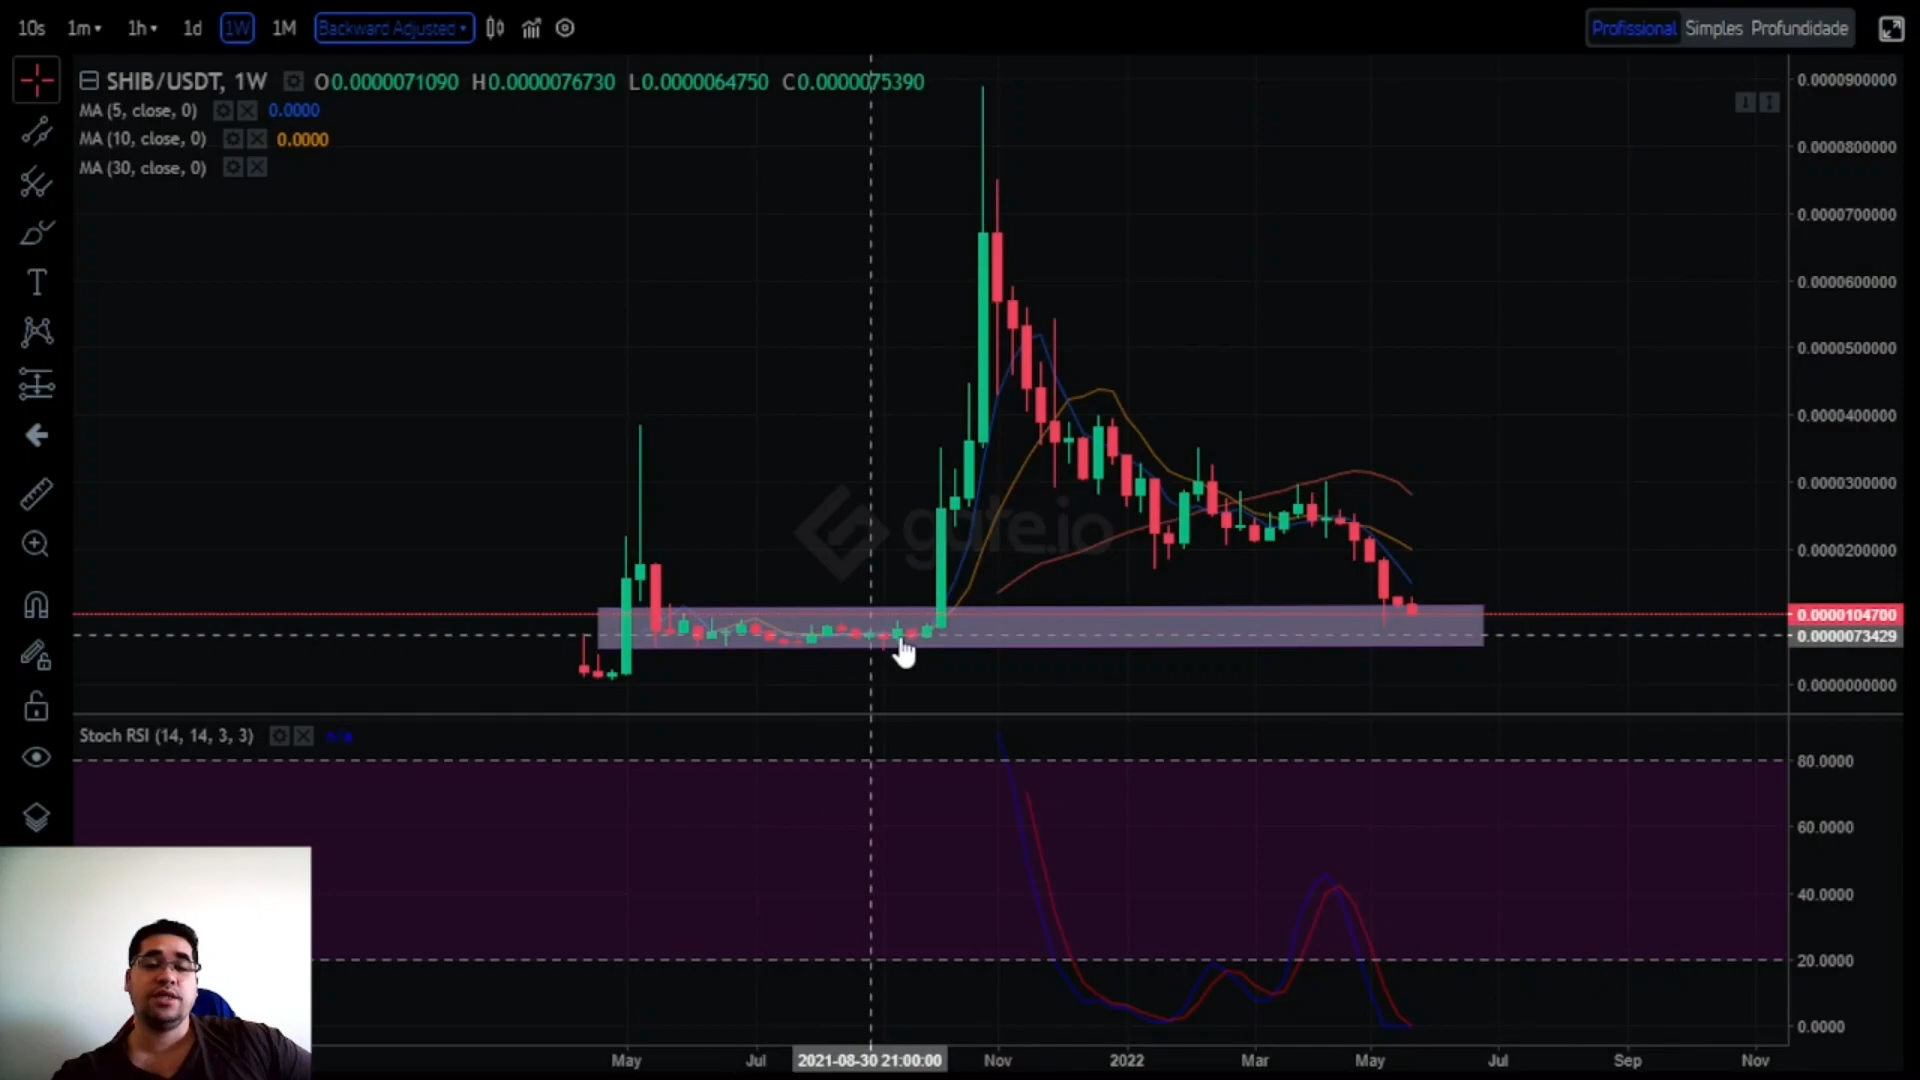 10s 1m 1h 1d 1W 1M Backward Adjusted Profissional Simples Profundidade
SHIB/USDT, 1W O0.0000071090 H0.0000076730 L0.0000064750 C0.0000075390
MA (5, close, 0) 0.0000
MA (10, close, 0) 0.0000
MA (30, close, 0)
0.0000900000
0.0000800000
0.0000700000
0.0000600000
0.0000500000
0.0000400000
0.0000300000
gate.io
0.0000200000
0.0000104700
0.0000073429
0.0000000000
Stoch RSI (14, 14, 3, 3) n/a
80.0000
60.0000
40.0000
20.0000
0.0000
May Jul 2021-08-30 21:00:00 Nov 2022 Mar May Jul Sep Nov